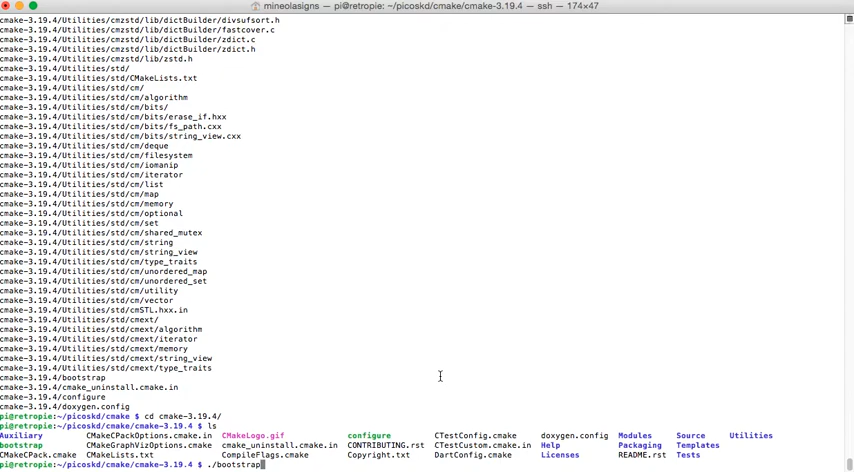 mineolasigns — pi@retropie: ~/picoskd/cmake/cmake-3.19.4 — ssh — 174×47
cmake-3.19.4/Utilities/cmzstd/lib/dictBuilder/divsufsort.h
cmake-3.19.4/Utilities/cmzstd/lib/dictBuilder/fastcover.c
cmake-3.19.4/Utilities/cmzstd/lib/dictBuilder/zdict.c
cmake-3.19.4/Utilities/cmzstd/lib/dictBuilder/zdict.h
cmake-3.19.4/Utilities/cmzstd/lib/zstd.h
cmake-3.19.4/Utilities/std/
cmake-3.19.4/Utilities/std/CMakeLists.txt
cmake-3.19.4/Utilities/std/cm/
cmake-3.19.4/Utilities/std/cm/algorithm
cmake-3.19.4/Utilities/std/cm/bits/
cmake-3.19.4/Utilities/std/cm/bits/erase_if.hxx
cmake-3.19.4/Utilities/std/cm/bits/fs_path.cxx
cmake-3.19.4/Utilities/std/cm/bits/string_view.cxx
cmake-3.19.4/Utilities/std/cm/deque
cmake-3.19.4/Utilities/std/cm/filesystem
cmake-3.19.4/Utilities/std/cm/iomanip
cmake-3.19.4/Utilities/std/cm/iterator
cmake-3.19.4/Utilities/std/cm/list
cmake-3.19.4/Utilities/std/cm/map
cmake-3.19.4/Utilities/std/cm/memory
cmake-3.19.4/Utilities/std/cm/optional
cmake-3.19.4/Utilities/std/cm/set
cmake-3.19.4/Utilities/std/cm/shared_mutex
cmake-3.19.4/Utilities/std/cm/string
cmake-3.19.4/Utilities/std/cm/string_view
cmake-3.19.4/Utilities/std/cm/type_traits
cmake-3.19.4/Utilities/std/cm/unordered_map
cmake-3.19.4/Utilities/std/cm/unordered_set
cmake-3.19.4/Utilities/std/cm/utility
cmake-3.19.4/Utilities/std/cm/vector
cmake-3.19.4/Utilities/std/cmSTL.hxx.in
cmake-3.19.4/Utilities/std/cmext/
cmake-3.19.4/Utilities/std/cmext/algorithm
cmake-3.19.4/Utilities/std/cmext/iterator
cmake-3.19.4/Utilities/std/cmext/memory
cmake-3.19.4/Utilities/std/cmext/string_view
cmake-3.19.4/Utilities/std/cmext/type_traits
cmake-3.19.4/bootstrap
cmake-3.19.4/cmake_uninstall.cmake.in
cmake-3.19.4/configure
cmake-3.19.4/doxygen.config
pi@retropie:~/picoskd/cmake $ cd cmake-3.19.4/
pi@retropie:~/picoskd/cmake/cmake-3.19.4 $ ls
Auxiliary CMakeCPackOptions.cmake.in CMakeLogo.gif configure CTestConfig.cmake doxygen.config Modules Source Utilities
bootstrap CMakeGraphVizOptions.cmake cmake_uninstall.cmake.in CONTRIBUTING.rst CTestCustom.cmake.in Help Packaging Templates
CMakeCPack.cmake CMakeLists.txt CompileFlags.cmake Copyright.txt DartConfig.cmake Licenses README.rst Tests
pi@retropie:~/picoskd/cmake/cmake-3.19.4 $ ./bootstrap